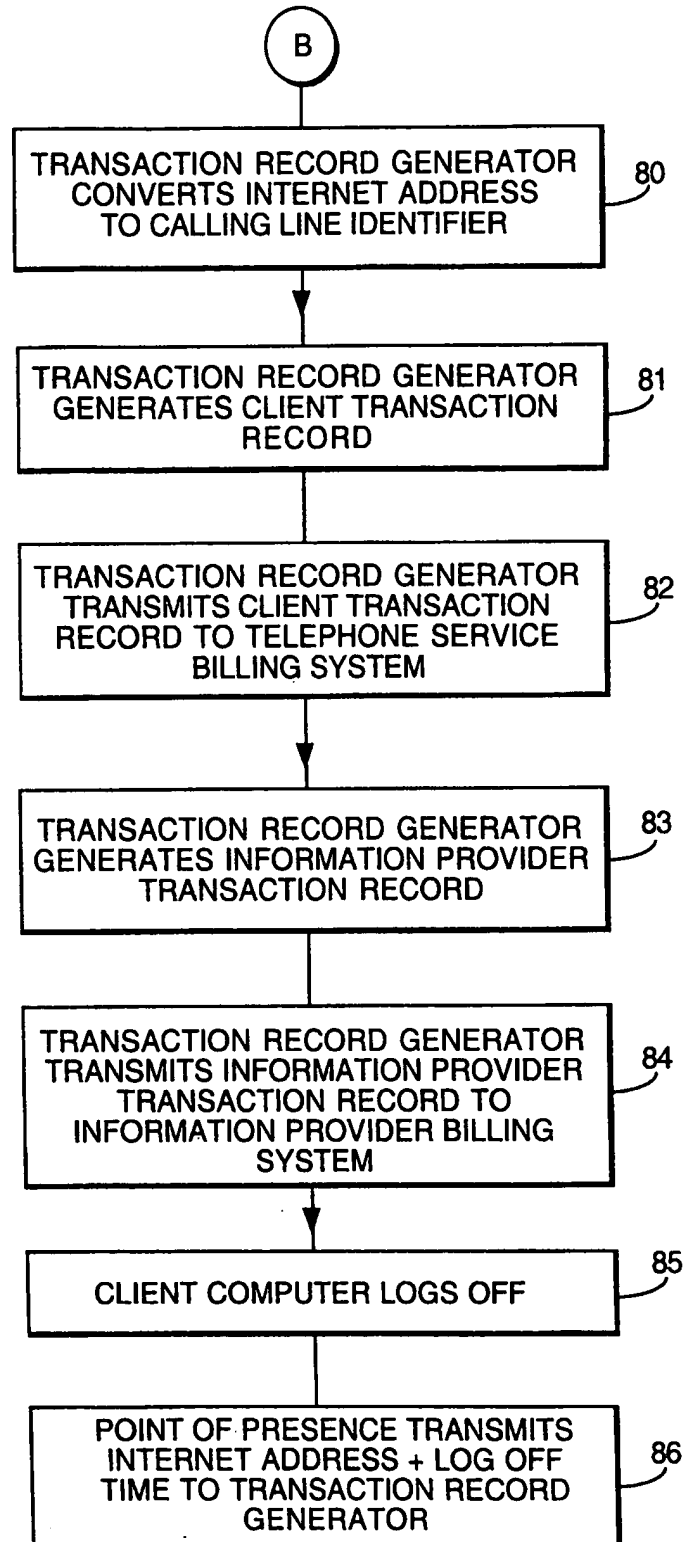 B
TRANSACTION RECORD GENERATOR
CONVERTS INTERNET ADDRESS
TO CALLING LINE IDENTIFIER
80
TRANSACTION RECORD GENERATOR
GENERATES CLIENT TRANSACTION
RECORD
81
TRANSACTION RECORD GENERATOR
TRANSMITS CLIENT TRANSACTION
RECORD TO TELEPHONE SERVICE
BILLING SYSTEM
82
TRANSACTION RECORD GENERATOR
GENERATES INFORMATION PROVIDER
TRANSACTION RECORD
83
TRANSACTION RECORD GENERATOR
TRANSMITS INFORMATION PROVIDER
TRANSACTION RECORD TO
INFORMATION PROVIDER BILLING
SYSTEM
84
CLIENT COMPUTER LOGS OFF
85
POINT OF PRESENCE TRANSMITS
INTERNET ADDRESS + LOG OFF
TIME TO TRANSACTION RECORD
GENERATOR
86